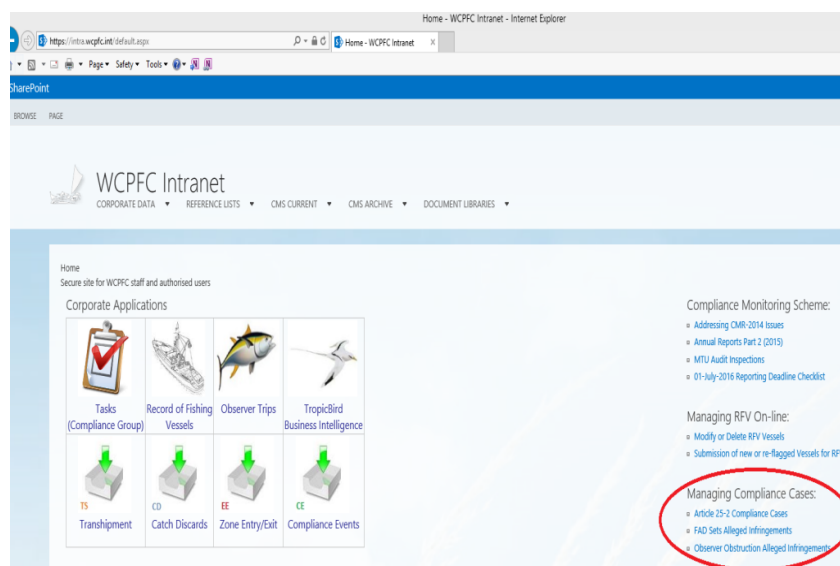 Home - WCPFC Intranet - Internet Explorer
https://intra.wcpfc.int/default.aspx
Home - WCPFC Intranet
Page Safety Tools
SharePoint
BROWSE PAGE
WCPFC Intranet
CORPORATE DATA REFERENCE LISTS CMS CURRENT CMS ARCHIVE DOCUMENT LIBRARIES
Home
Secure site for WCPFC staff and authorised users
Corporate Applications
Tasks
(Compliance Group)
Record of Fishing
Vessels
Observer Trips
TropicBird
Business Intelligence
TS
Transhipment
CD
Catch Discards
EE
Zone Entry/Exit
CE
Compliance Events
Compliance Monitoring Scheme:
Addressing CMR-2014 Issues
Annual Reports Part 2 (2015)
MTU Audit Inspections
01-July-2016 Reporting Deadline Checklist
Managing RFV On-line:
Modify or Delete RFV Vessels
Submission of new or re-flagged Vessels for RF
Managing Compliance Cases:
Article 25-2 Compliance Cases
FAD Sets Alleged Infringements
Observer Obstruction Alleged Infringements